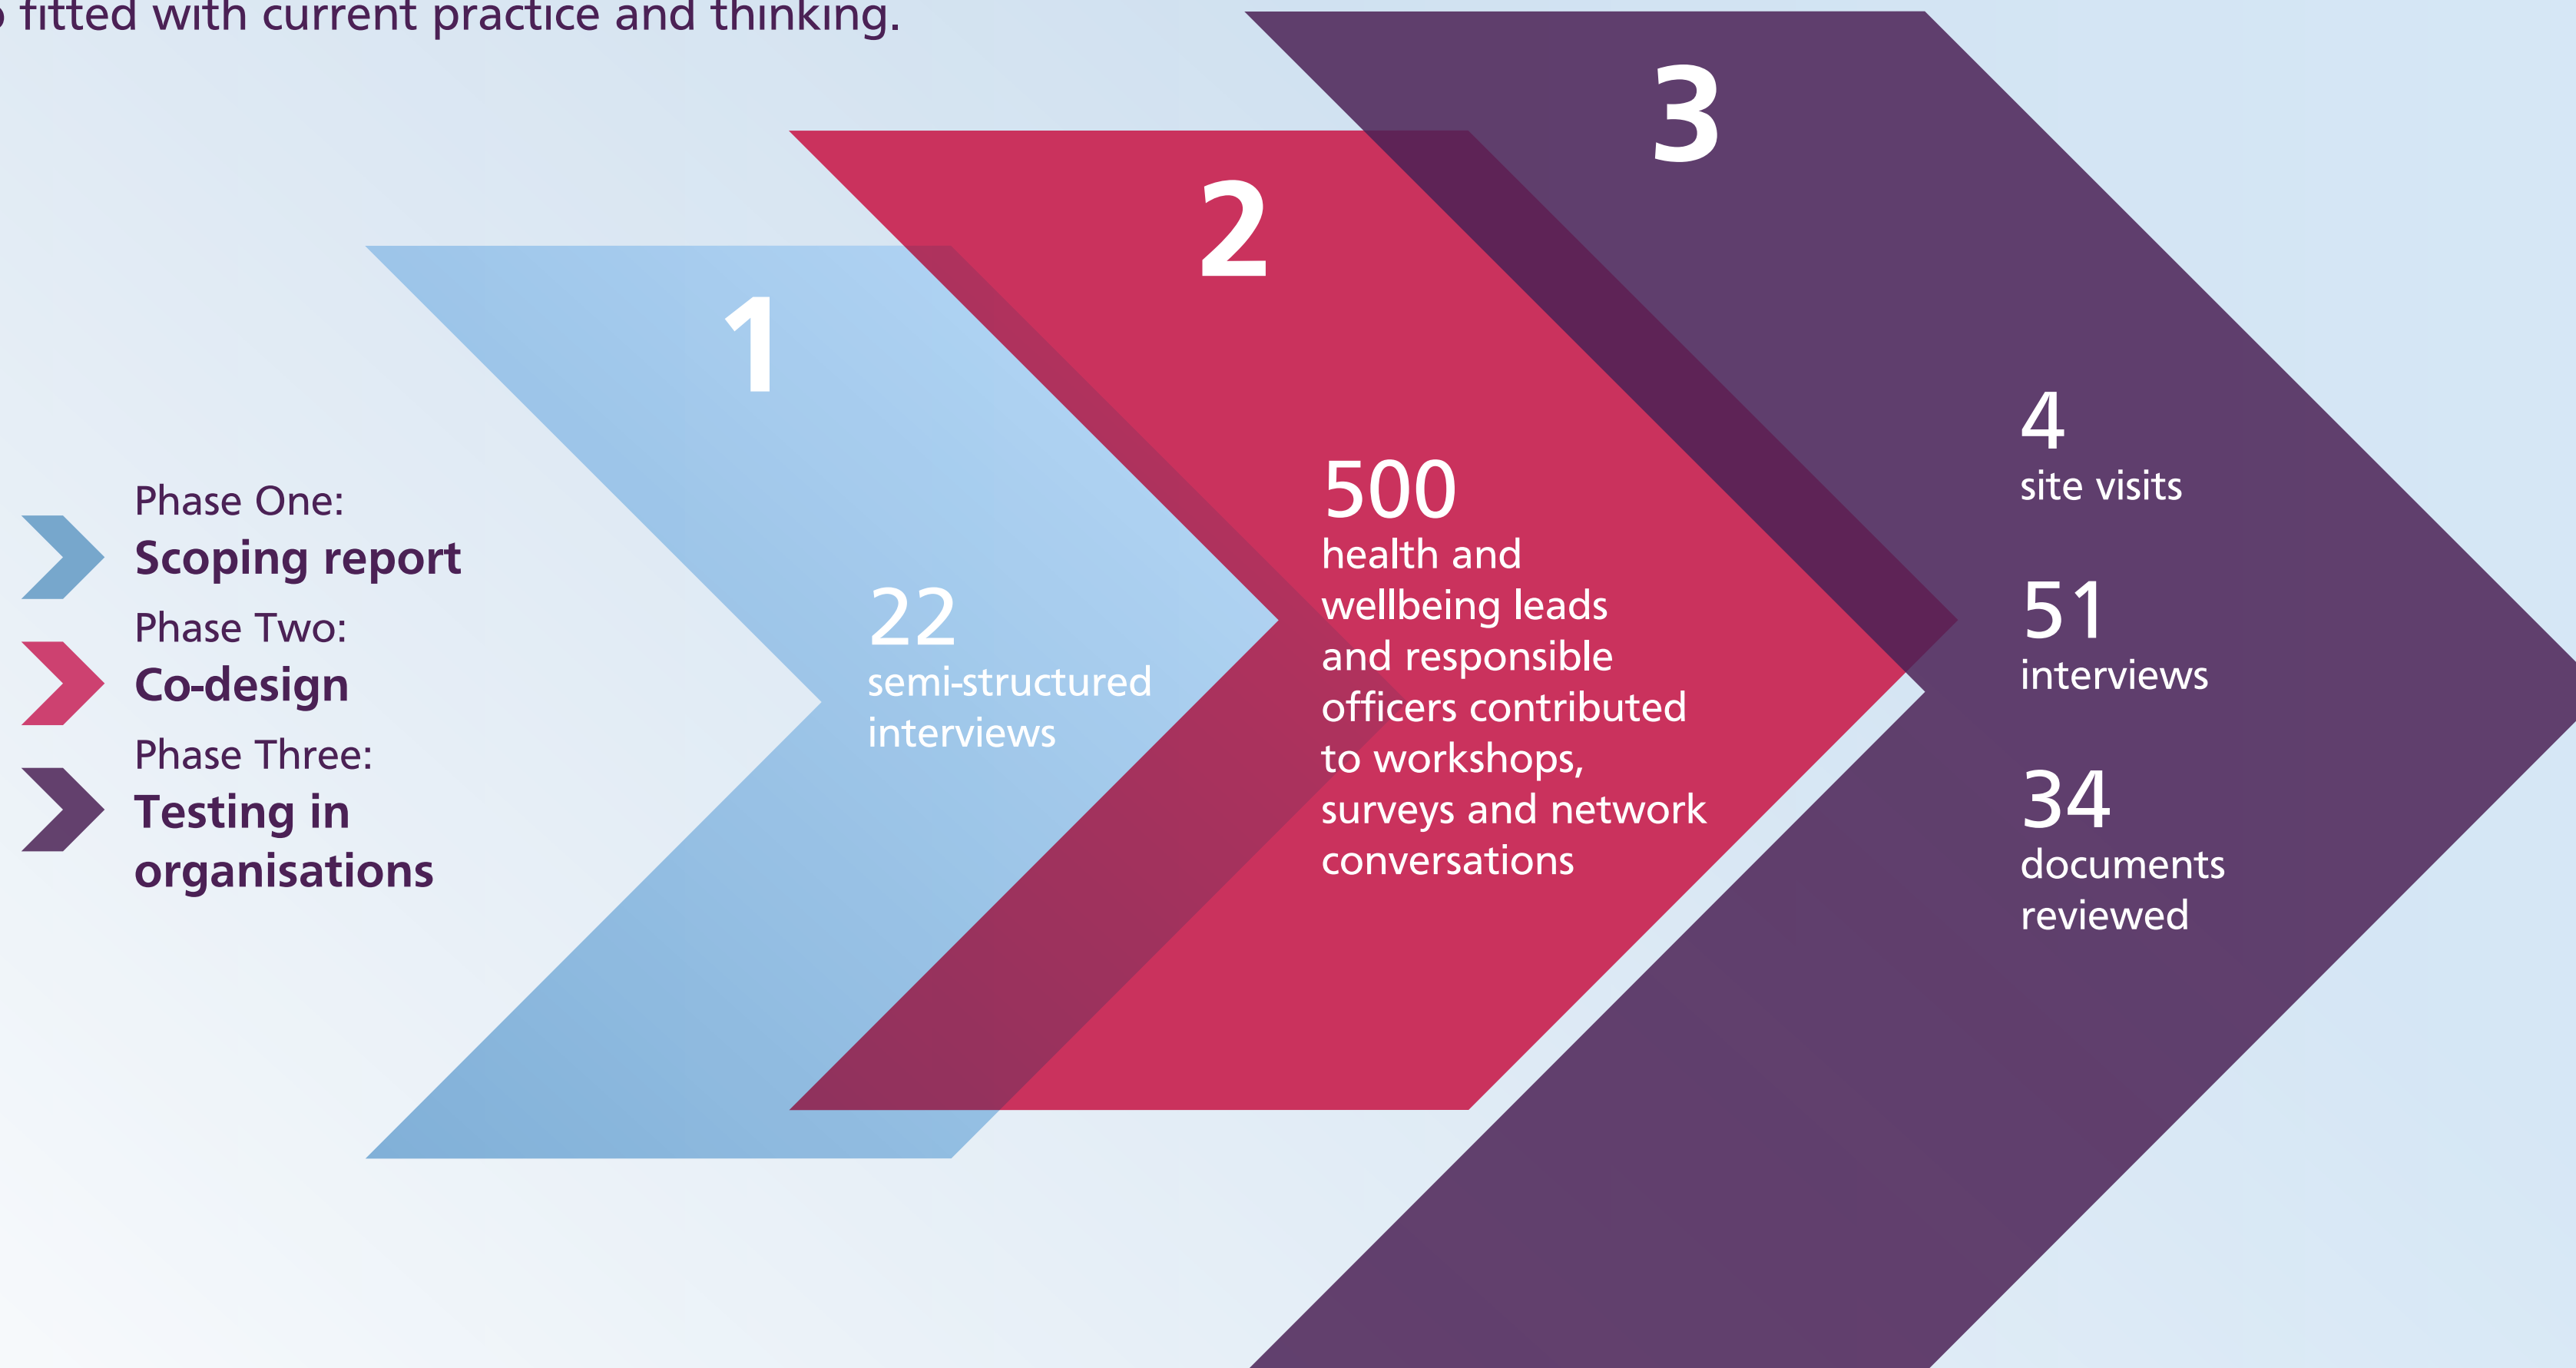 fitted with current practice and thinking.
Phase One:
Scoping report
Phase Two:
Co-design
Phase Three:
Testing in
organisations
1
22
semi-structured
interviews
2
500
health and
wellbeing leads
and responsible
officers contributed
to workshops,
surveys and network
conversations
3
4
site visits
51
interviews
34
documents
reviewed